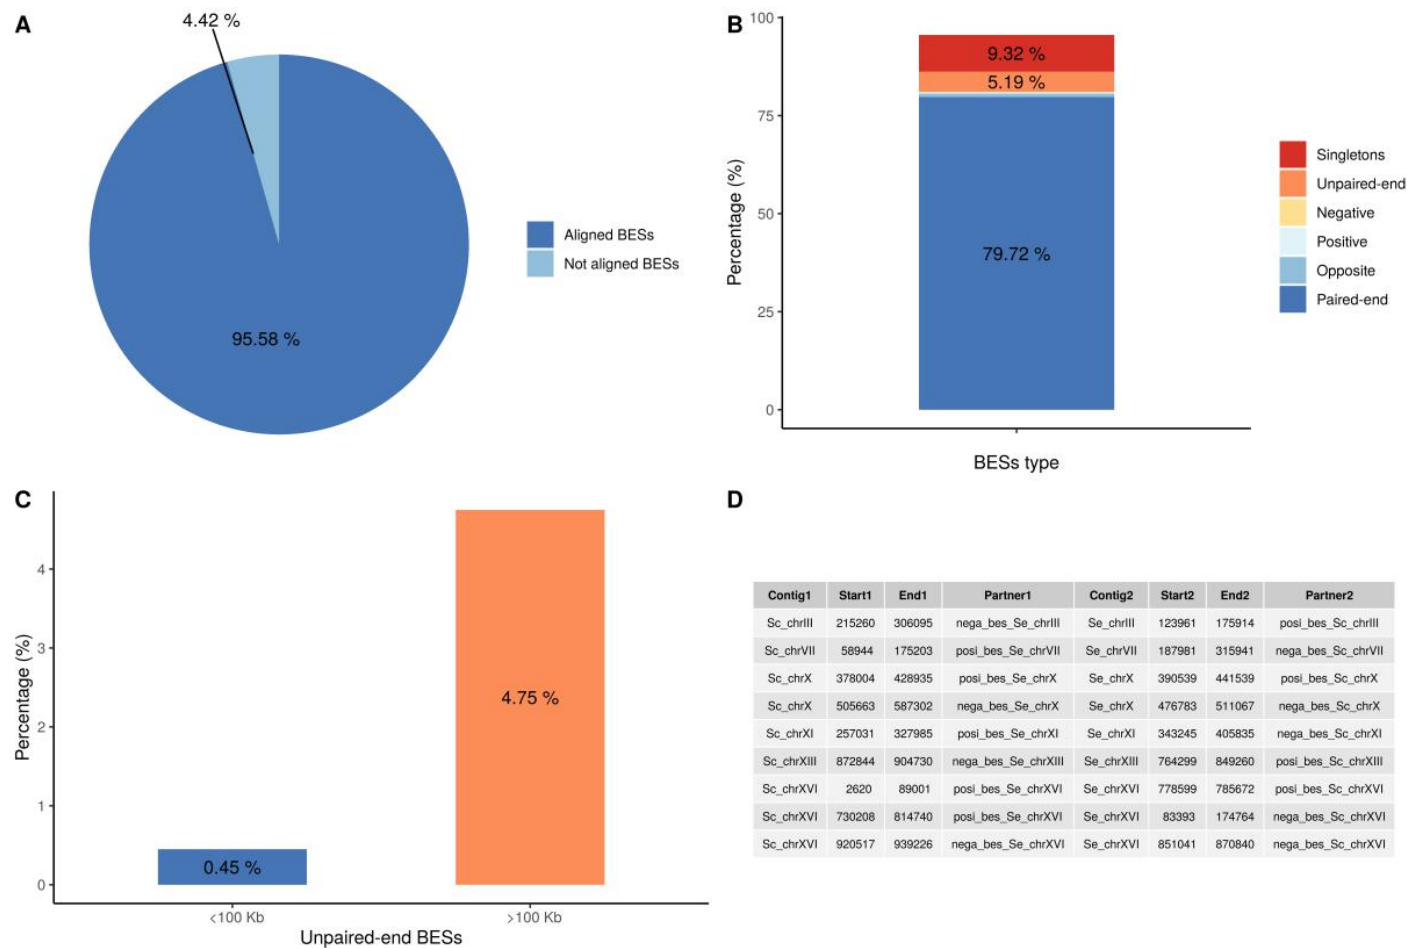 A
4.42 %
95.58 %
Aligned BESs
Not aligned BESs
B
100
75
50
25
0
Percentage (%)
9.32 %
5.19 %
79.72 %
BESs type
Singletons
Unpaired-end
Negative
Positive
Opposite
Paired-end
C
4
3
2
1
0
Percentage (%)
0.45 %
4.75 %
<100 Kb >100 Kb
Unpaired-end BESs
D
Contig1 Start1 End1 Partner1 Contig2 Start2 End2 Partner2
Sc_chrIII 215260 306095 nega_bes_Se_chrIII Se_chrIII 123961 175914 posi_bes_Sc_chrIII
Sc_chrVII 58944 175203 posi_bes_Se_chrVII Se_chrVII 187981 315941 nega_bes_Sc_chrVII
Sc_chrX 378004 428935 posi_bes_Se_chrX Se_chrX 390539 441539 posi_bes_Sc_chrX
Sc_chrX 505663 587302 nega_bes_Se_chrX Se_chrX 476783 511067 nega_bes_Sc_chrX
Sc_chrXI 257031 327985 posi_bes_Se_chrXI Se_chrXI 343245 405835 nega_bes_Sc_chrXI
Sc_chrXIII 872844 904730 nega_bes_Se_chrXIII Se_chrXIII 764299 849260 posi_bes_Sc_chrXIII
Sc_chrXVI 2620 89001 posi_bes_Se_chrXVI Se_chrXVI 778599 785672 posi_bes_Sc_chrXVI
Sc_chrXVI 730208 814740 posi_bes_Se_chrXVI Se_chrXVI 83393 174764 nega_bes_Sc_chrXVI
Sc_chrXVI 920517 939226 nega_bes_Se_chrXVI Se_chrXVI 851041 870840 nega_bes_Sc_chrXVI